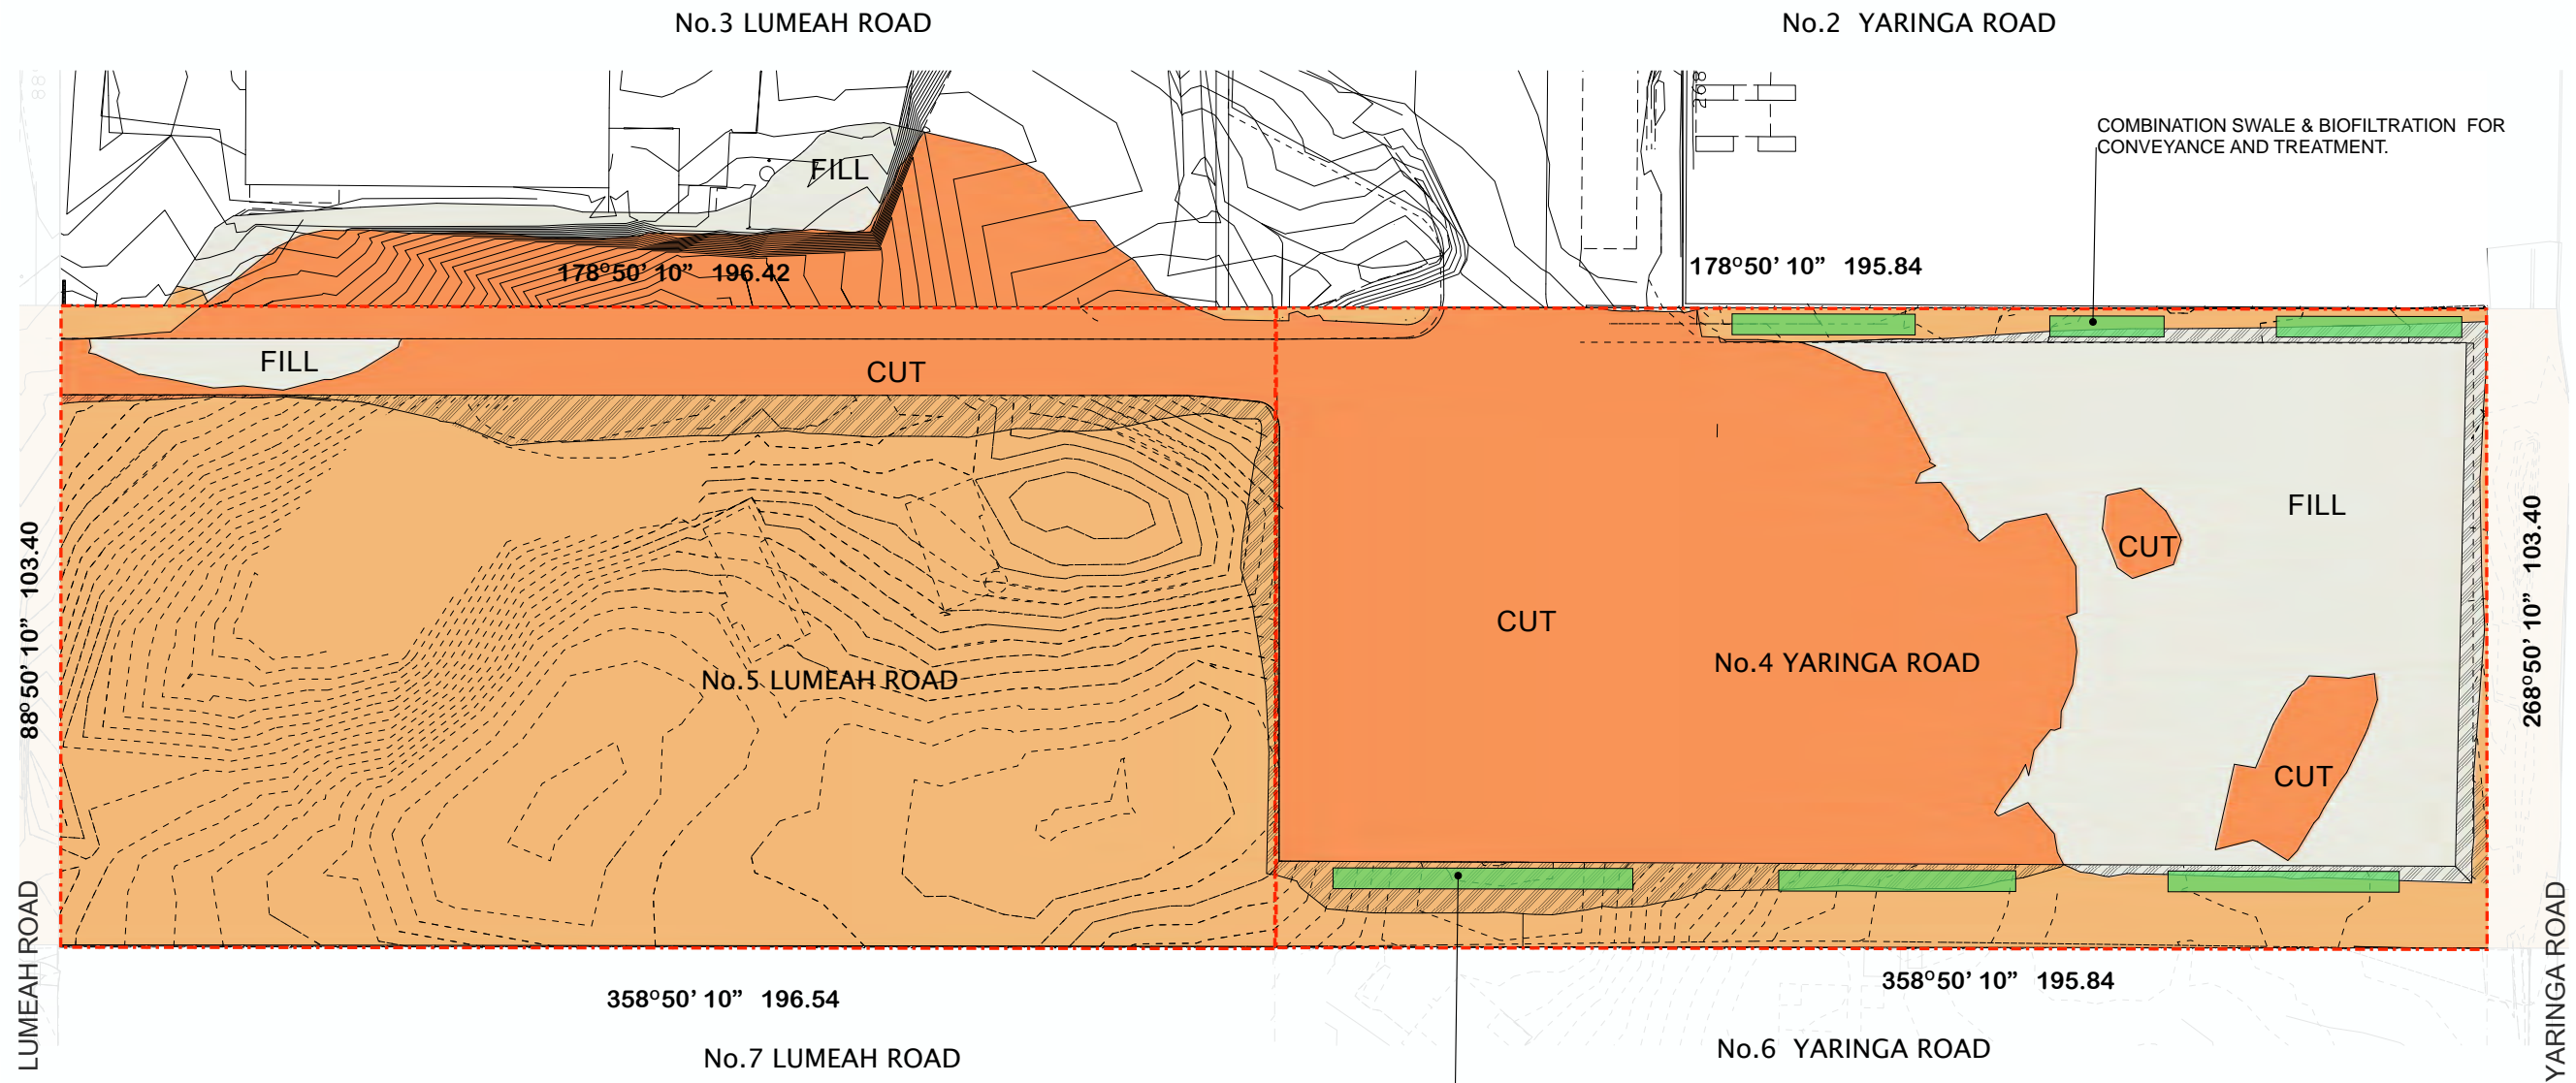 No.3 LUMEAH ROAD
No.2 YARINGA ROAD
88°
268
COMBINATION SWALE & BIOFILTRATION FOR
CONVEYANCE AND TREATMENT.
FILL
178°50' 10” 196.42
178°50' 10” 195.84
FILL
CUT
FILL
CUT
CUT
88°50' 10” 103.40
268°50' 10” 103.40
No.5 LUMEAH ROAD
No.4 YARINGA ROAD
CUT
LUMEAH ROAD
YARINGA ROAD
358°50' 10” 196.54
358°50' 10” 195.84
No.7 LUMEAH ROAD
No.6 YARINGA ROAD